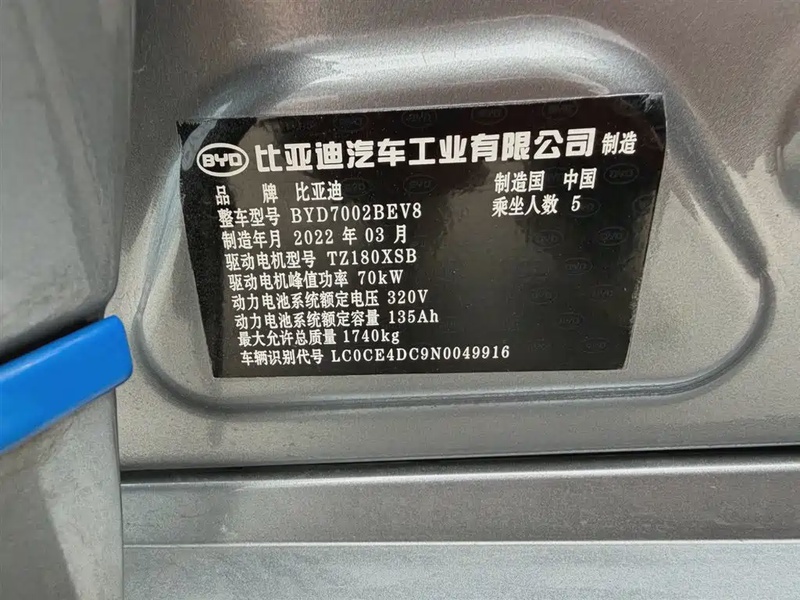 BYD 比亚迪汽车工业有限公司 制造
品 牌 比亚迪 制造国 中国
整车型号 BYD7002BEV8 乘坐人数 5
制造年月 2022 年 03 月
驱动电机型号 TZ180XSB
驱动电机峰值功率 70kW
动力电池系统额定电压 320V
动力电池系统额定容量 135Ah
最大允许总质量 1740kg
车辆识别代号 LC0CE4DC9N0049916